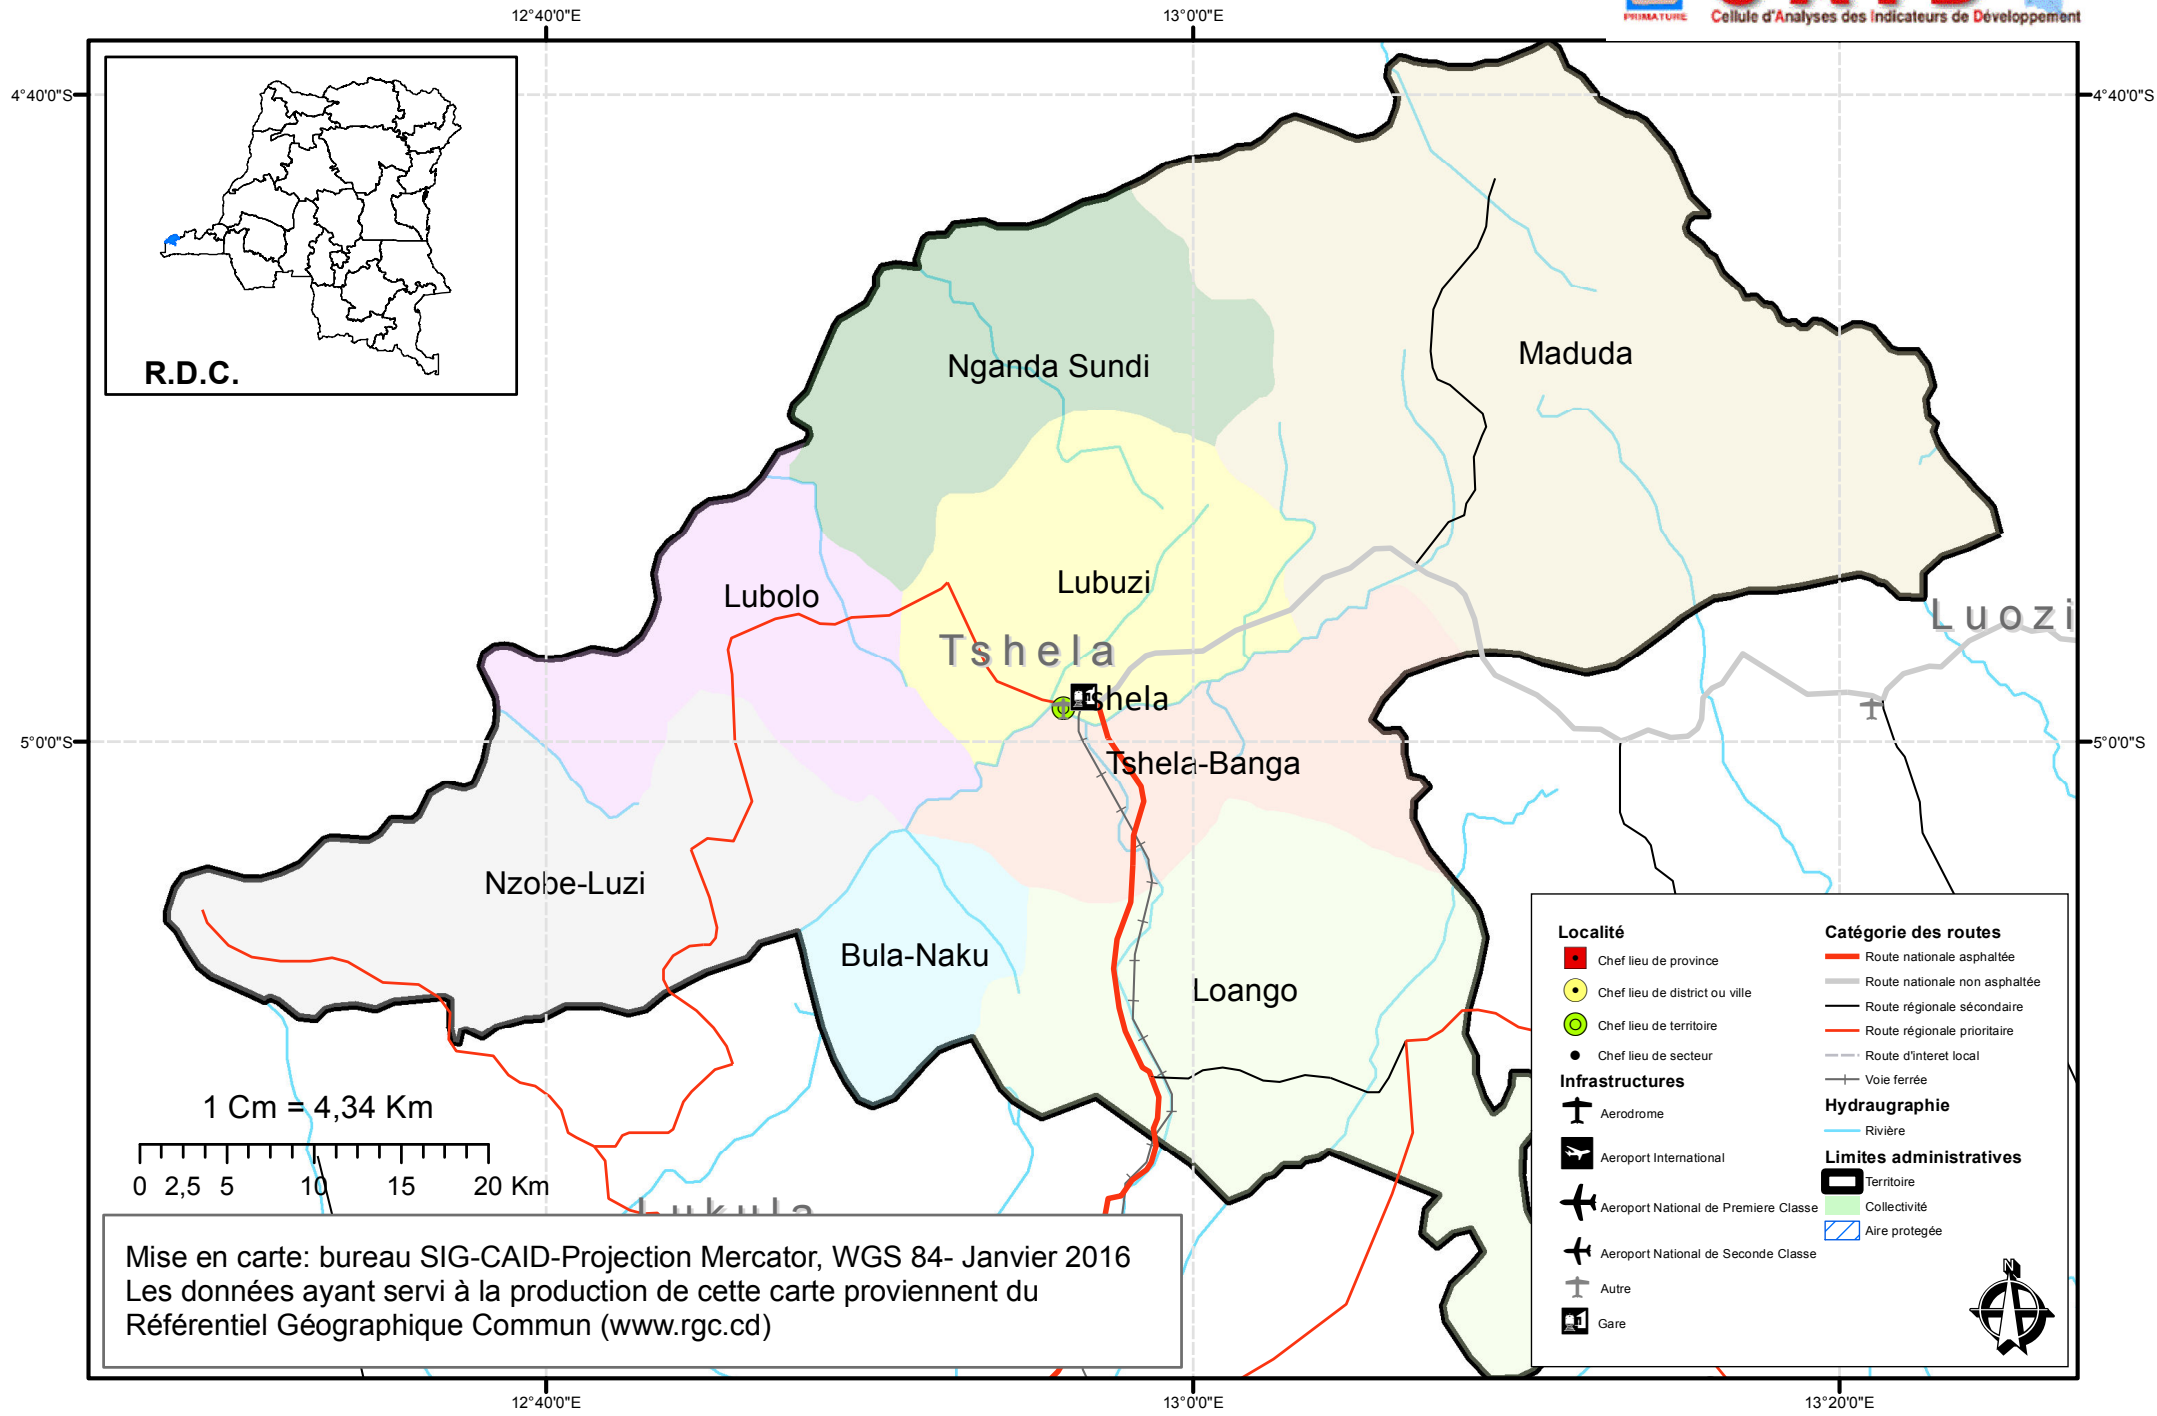 PRIMATURE
Cellule d'Analyses des Indicateurs de Développement
12°40'0"E
13°0'0"E
4°40'0"S
4°40'0"S
R.D.C.
Nganda Sundi
Maduda
Lubolo
Lubuzi
Luozi
Tshela
Tshela
5°0'0"S
5°0'0"S
Tshela-Banga
Nzobe-Luzi
Bula-Naku
Loango
1 Cm = 4,34 Km
0 2,5 5 10 15 20 Km
Lukula
Mise en carte: bureau SIG-CAID-Projection Mercator, WGS 84- Janvier 2016
Les données ayant servi à la production de cette carte proviennent du
Référentiel Géographique Commun (www.rgc.cd)
Localité
Chef lieu de province
Chef lieu de district ou ville
Chef lieu de territoire
Chef lieu de secteur
Infrastructures
Aerodrome
Aeroport International
Aeroport National de Premiere Classe
Aeroport National de Seconde Classe
Autre
Gare
Catégorie des routes
Route nationale asphaltée
Route nationale non asphaltée
Route régionale sécondaire
Route régionale prioritaire
Route d'interet local
Voie ferrée
Hydraugraphie
Rivière
Limites administratives
Territoire
Collectivité
Aire protegée
N
12°40'0"E
13°0'0"E
13°20'0"E